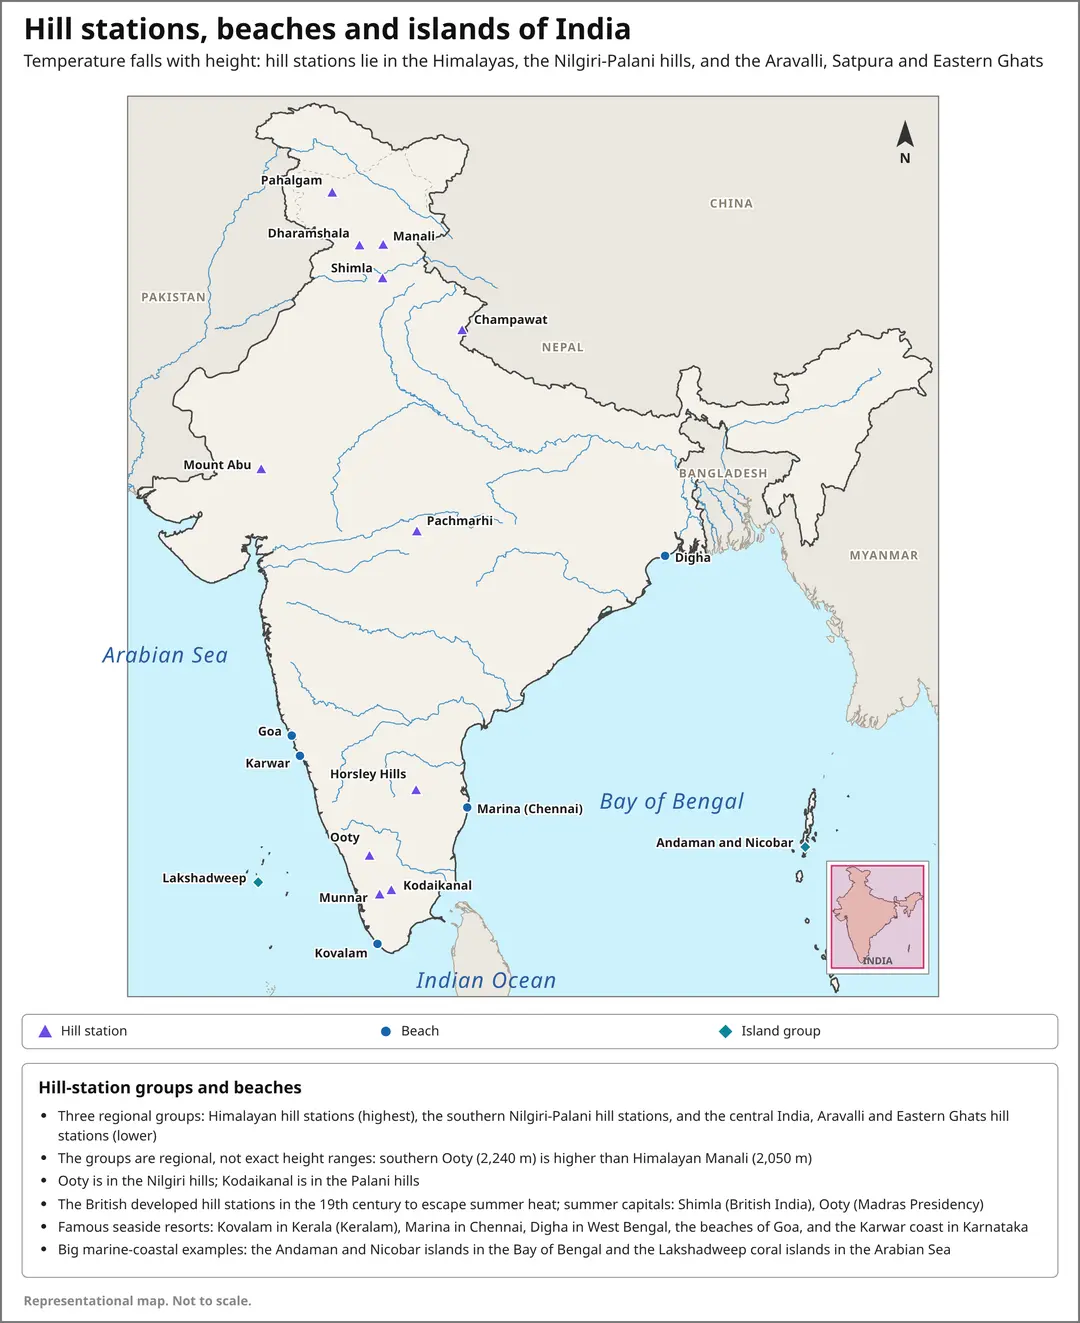 Hill stations, beaches and islands of India
Temperature falls with height: hill stations lie in the Himalayas, the Nilgiri-Palani hills, and the Aravalli, Satpura and Eastern Ghats
N
Pahalgam
CHINA
Dharamshala
Manali
Shimla
PAKISTAN
Champawat
NEPAL
Mount Abu
BANGLADESH
Pachmarhi
MYANMAR
Digha
Arabian Sea
Goa
Karwar
Horsley Hills
Marina (Chennai)
Bay of Bengal
Ooty
Andaman and Nicobar
Lakshadweep
Kodaikanal
Munnar
Kovalam
INDIA
Indian Ocean
Hill station
Beach
Island group
Hill-station groups and beaches
• Three regional groups: Himalayan hill stations (highest), the southern Nilgiri-Palani hill stations, and the central India, Aravalli and Eastern Ghats hill
stations (lower)
• The groups are regional, not exact height ranges: southern Ooty (2,240 m) is higher than Himalayan Manali (2,050 m)
• Ooty is in the Nilgiri hills; Kodaikanal is in the Palani hills
• The British developed hill stations in the 19th century to escape summer heat; summer capitals: Shimla (British India), Ooty (Madras Presidency)
• Famous seaside resorts: Kovalam in Kerala (Keralam), Marina in Chennai, Digha in West Bengal, the beaches of Goa, and the Karwar coast in Karnataka
• Big marine-coastal examples: the Andaman and Nicobar islands in the Bay of Bengal and the Lakshadweep coral islands in the Arabian Sea
Representational map. Not to scale.